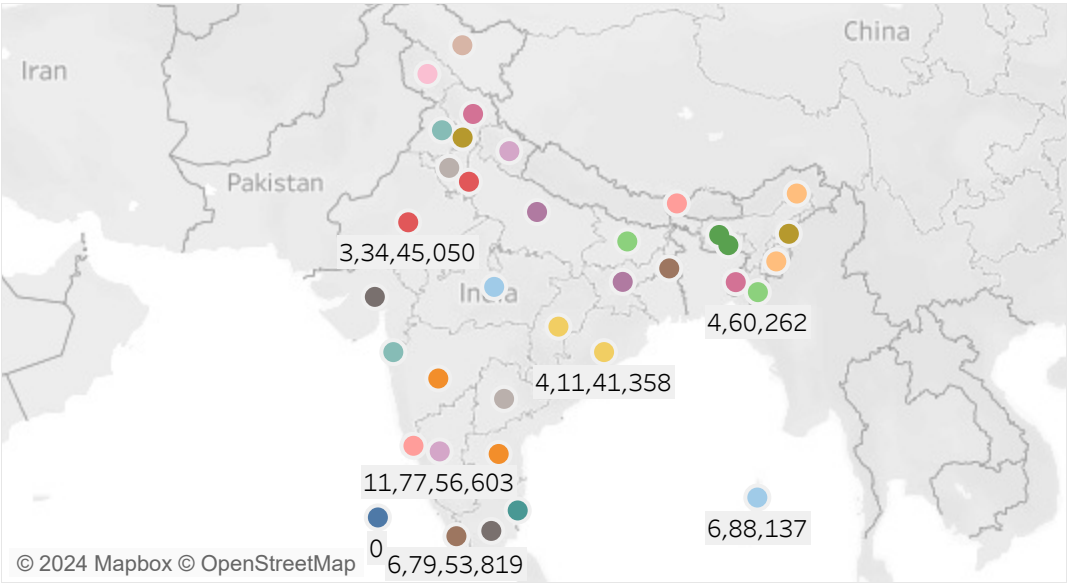 China
Iran
Pakistan
3,34,45,050
India
4,60,262
4,11,41,358
11,77,56,603
6,88,137
0
6,79,53,819
© 2024 Mapbox © OpenStreetMap